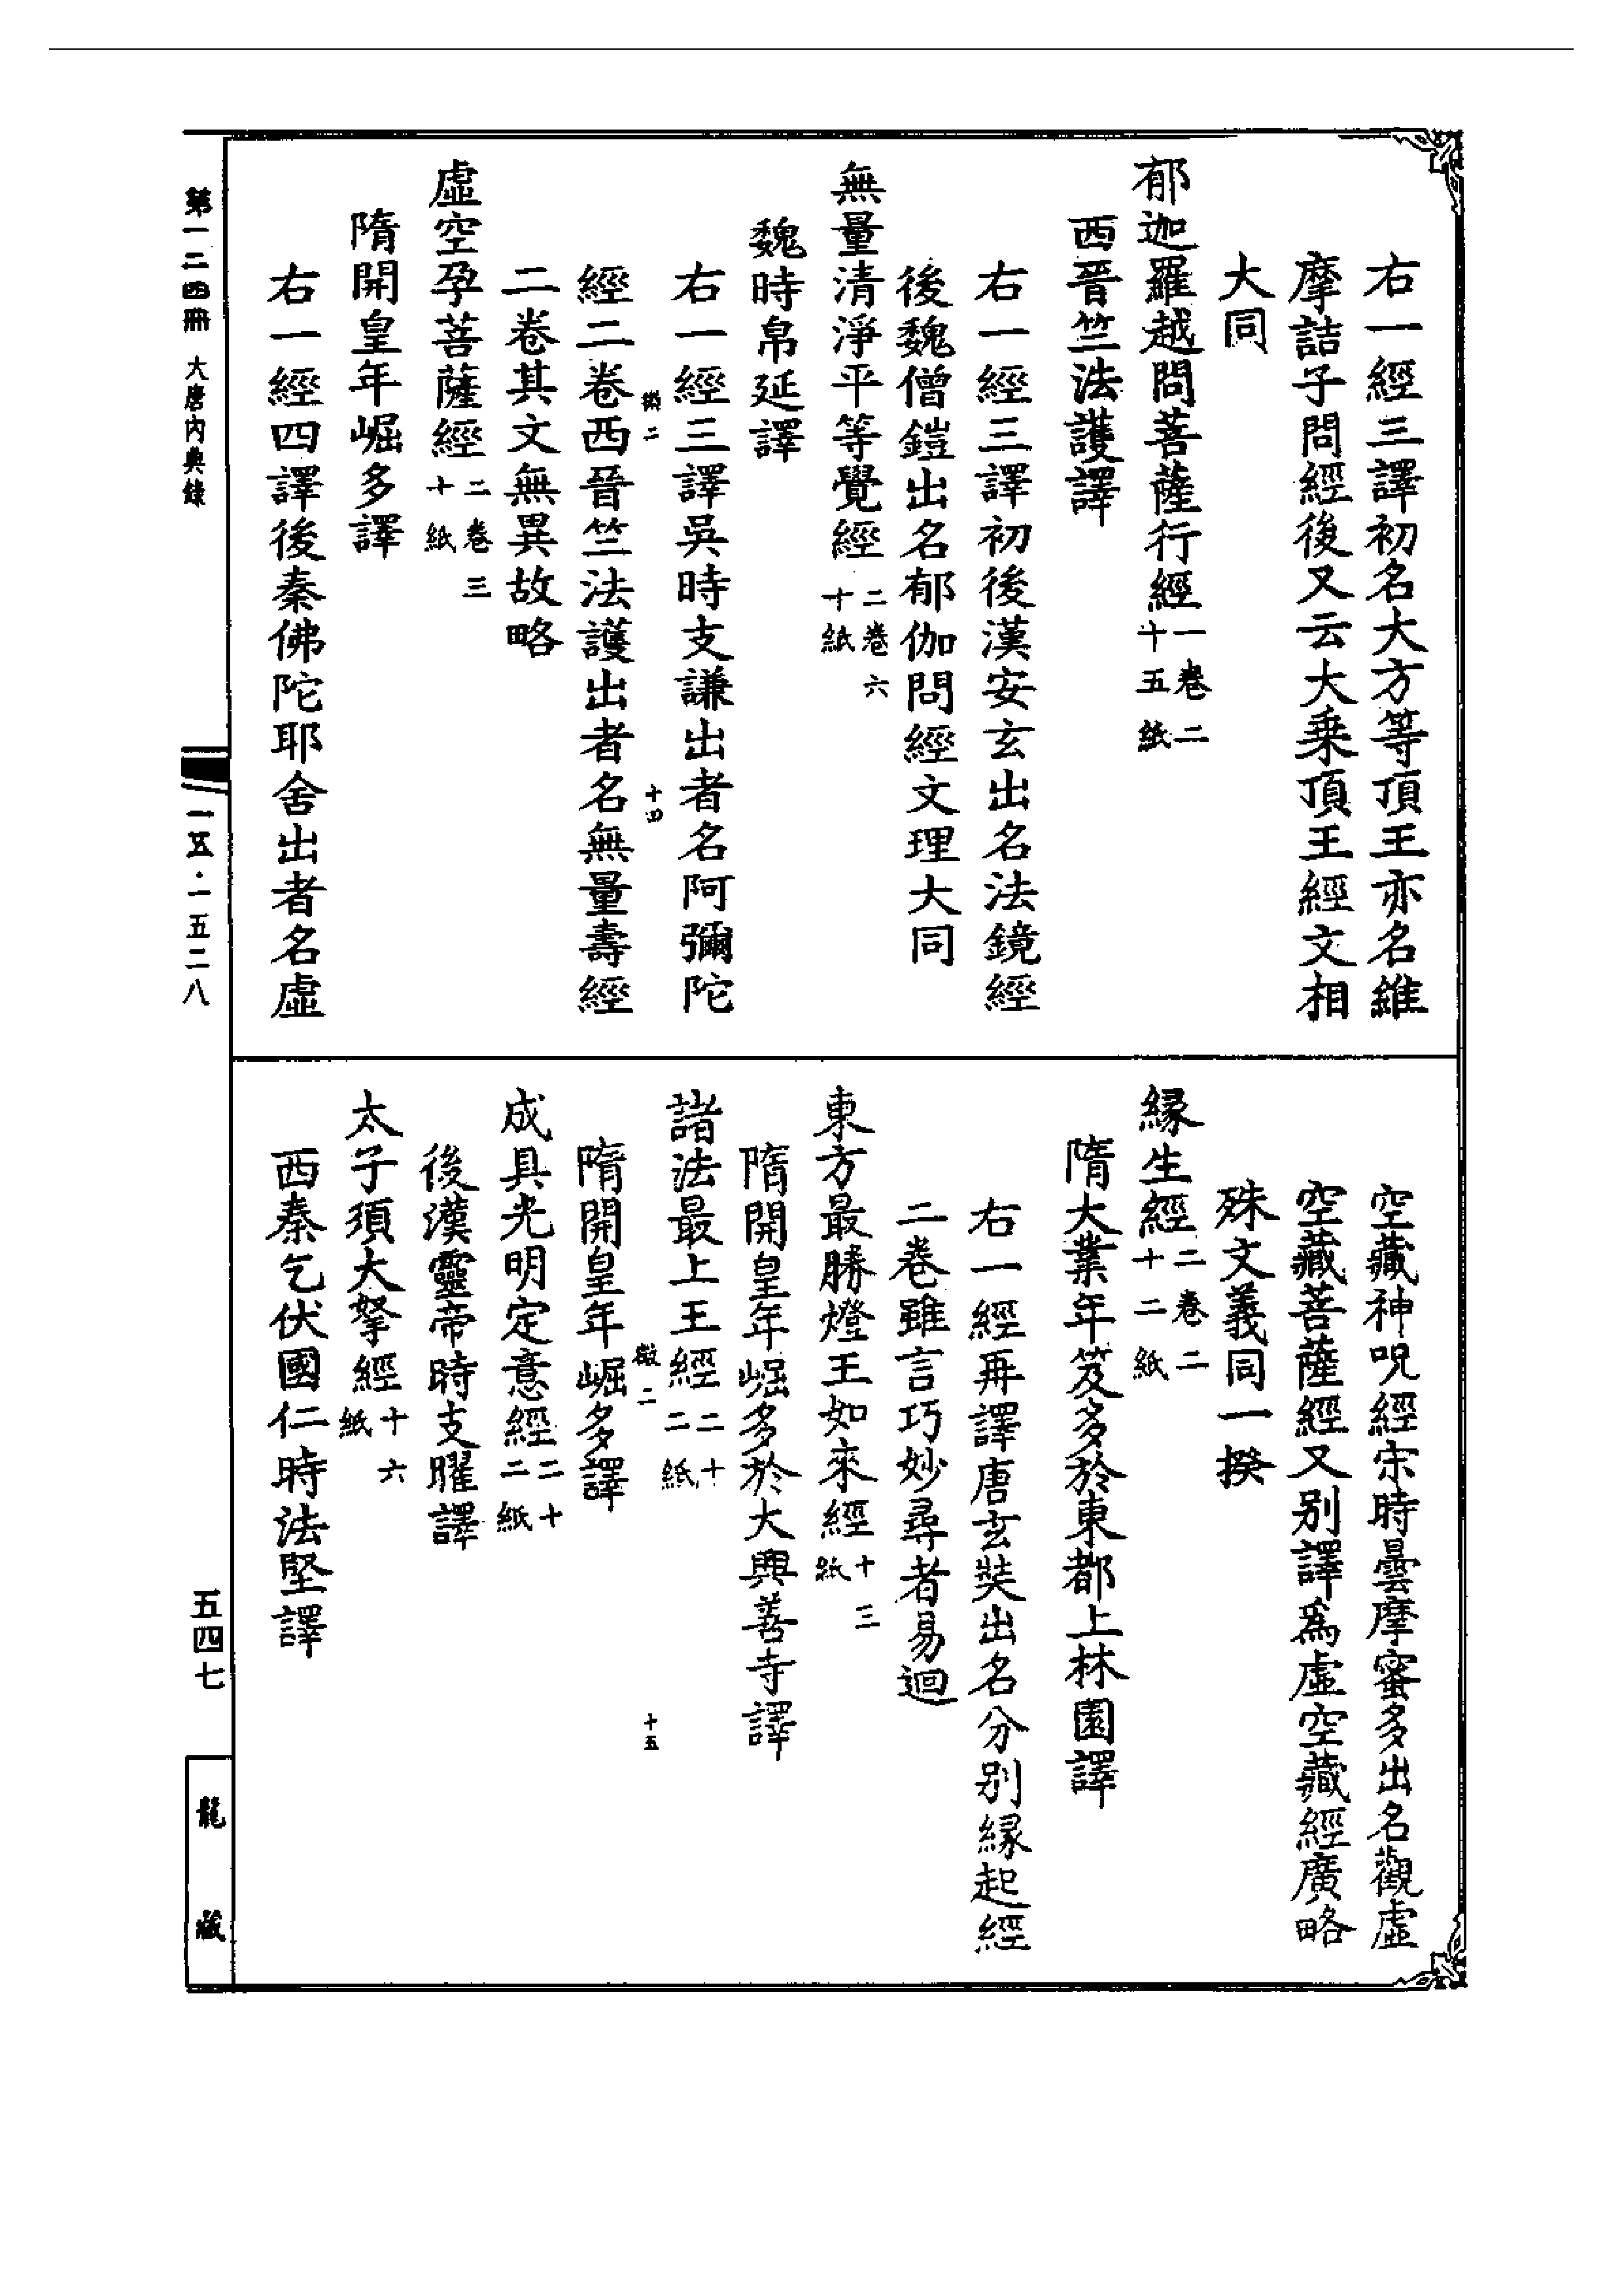 右一經三譯初名大方等頂王亦名維
摩詰子問經後又云大乗頂王經文相
大同
郁迦羅越問菩薩行經一卷二十五紙
西晉竺法護譯
右一經三譯初後漢安玄出名法鏡經
後魏僧鎧出名郁伽問經文理大同
無量清淨平等覺經二卷六十紙
魏時帛延譯
右一經三譯吳時支謙出者名阿彌陀
二
十四
經二卷西晉竺法護出者名無量壽經
二卷其文無異故略
虛空孕菩薩經二卷三十紙
隋開皇年崛多譯
右一經四譯後秦佛陀耶舍出者名虛
空藏神呪經宋時曇摩蜜多出名觀虛
空藏菩薩經又別譯爲虛空藏經廣略
殊文義同一揆
縁生經二卷二十二紙
隋大業年笈多於東都上林園譯
右一經再譯唐玄奘出名分別縁起經
二卷雖言巧妙尋者易迴
東方最勝燈王如來經十三紙
隋開皇年崛多於大興善寺譯
諸法最上王經二十二紙
二
十五
隋開皇年崛多譯
成具光明定意經二十二紙
後漢靈帝時支曜譯
太子須大拏經十六紙
西秦乞伏國仁時法堅譯
第一二四冊 大唐內典錄
一五·一五二八
五四七
龍藏